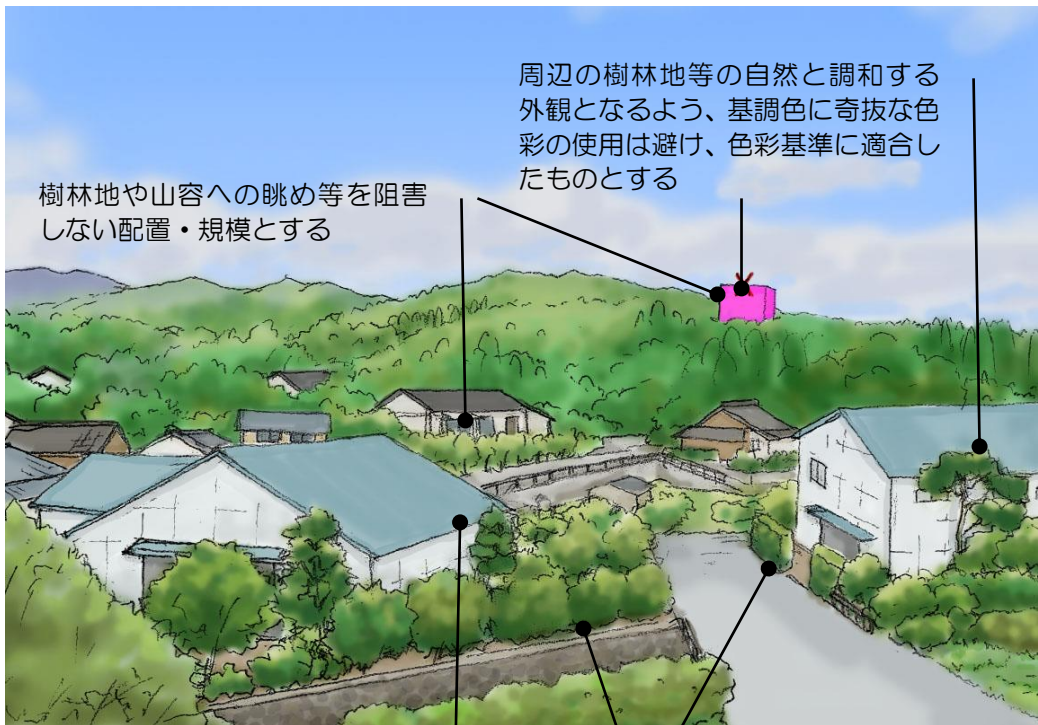 周辺の樹林地等の自然と調和する
外観となるよう、基調色に奇抜な色
彩の使用は避け、色彩基準に適合し
たものとする
樹林地や山容への眺め等を阻害
しない配置・規模とする